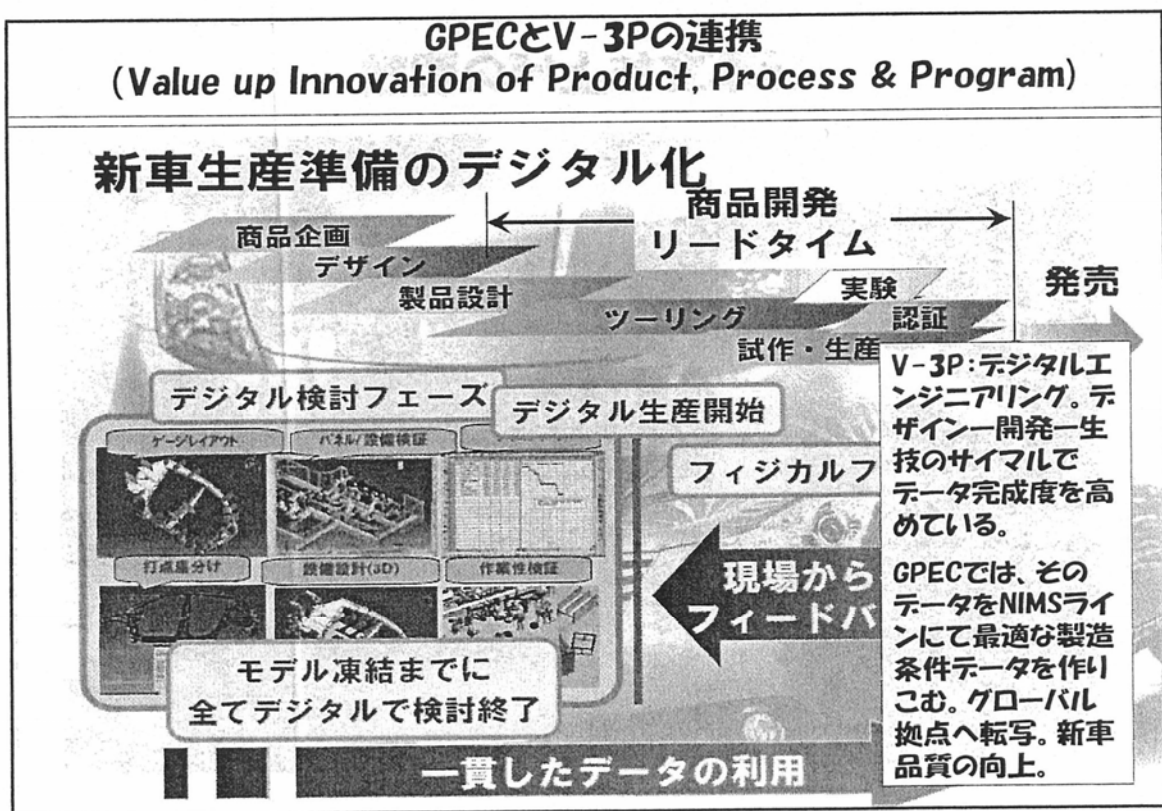 GPECとV-3Pの連携
(Value up Innovation of Product, Process & Program)
新車生産準備のデジタル化
商品開発
リードタイム
商品企画
デザイン
製品設計
ツーリング
実験
認証
試作・生産
発売
デジタル検討フェーズ
デジタル生産開始
フィジカルフ
ゲージレイアウト
パネル/設備検証
打点座分け
設備設計(3D)
作業性検証
現場から
フィードバ
モデル凍結までに
全てデジタルで検討終了
一貫したデータの利用
V-3P:デジタルエ
ンジニアリング。デ
ザインー開発ー生
技のサイマルで
データ完成度を高
めている。
GPECでは、その
データをNIMSライ
ンにて最適な製造
条件データを作り
こむ。グローバル
拠点へ転写。新車
品質の向上。